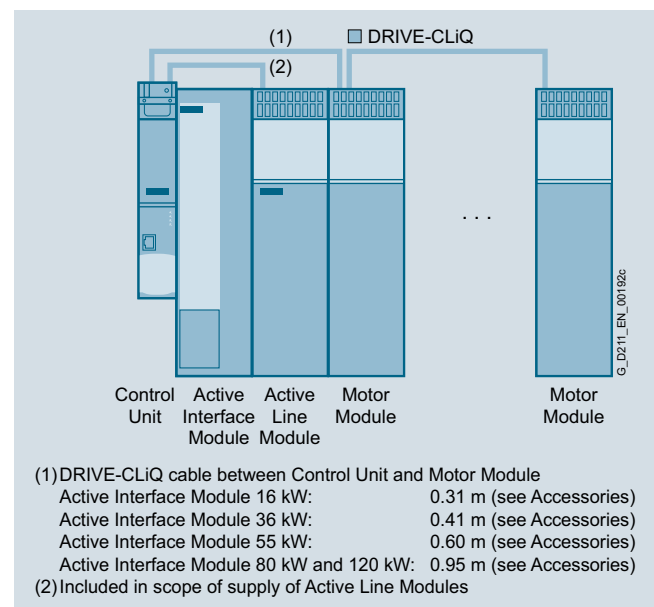 (1)
DRIVE-CLiQ
(2)
. . .
G_D211_EN_00192c
Control Unit
Active Interface Module
Active Line Module
Motor Module
Motor Module
(1) DRIVE-CLiQ cable between Control Unit and Motor Module
Active Interface Module 16 kW: 0.31 m (see Accessories)
Active Interface Module 36 kW: 0.41 m (see Accessories)
Active Interface Module 55 kW: 0.60 m (see Accessories)
Active Interface Module 80 kW and 120 kW: 0.95 m (see Accessories)
(2) Included in scope of supply of Active Line Modules